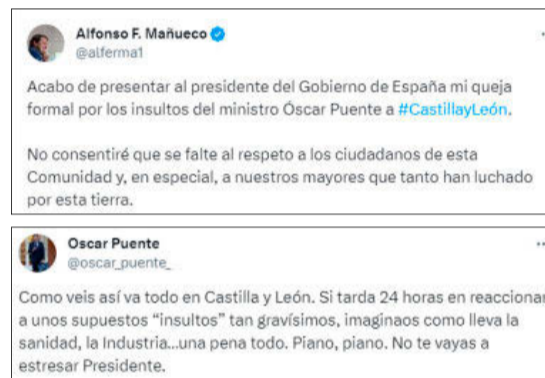 Alfonso F. Mañueco
@alferma1
Acabo de presentar al presidente del Gobierno de España mi queja
formal por los insultos del ministro Óscar Puente a #CastillayLeón.
No consentiré que se falte al respeto a los ciudadanos de esta
Comunidad y, en especial, a nuestros mayores que tanto han luchado
por esta tierra.
Oscar Puente
@oscar_puente_
Como veis así va todo en Castilla y León. Si tarda 24 horas en reaccionar
a unos supuestos “insultos” tan gravísimos, imaginaos como lleva la
sanidad, la Industria...una pena todo. Piano, piano. No te vayas a
estresar Presidente.